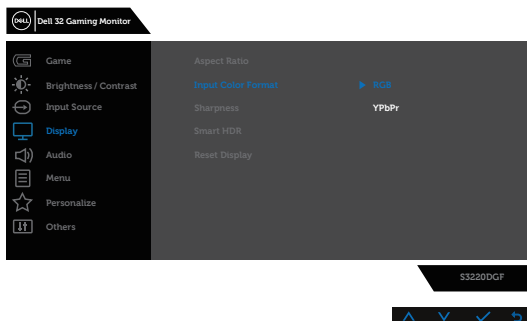 DELL Dell 32 Gaming Monitor
Game
Aspect Ratio
Brightness / Contrast
Input Color Format
RGB
Input Source
Sharpness
YPbPr
Display
Smart HDR
Audio
Reset Display
Menu
Personalize
Others
S3220DGF